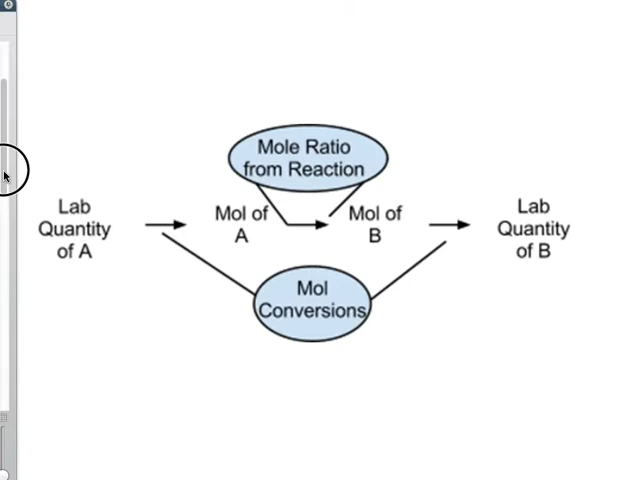 Mole Ratio
from Reaction
Lab
Quantity
of A
Mol of
A
Mol of
B
Lab
Quantity
of B
Mol
Conversions